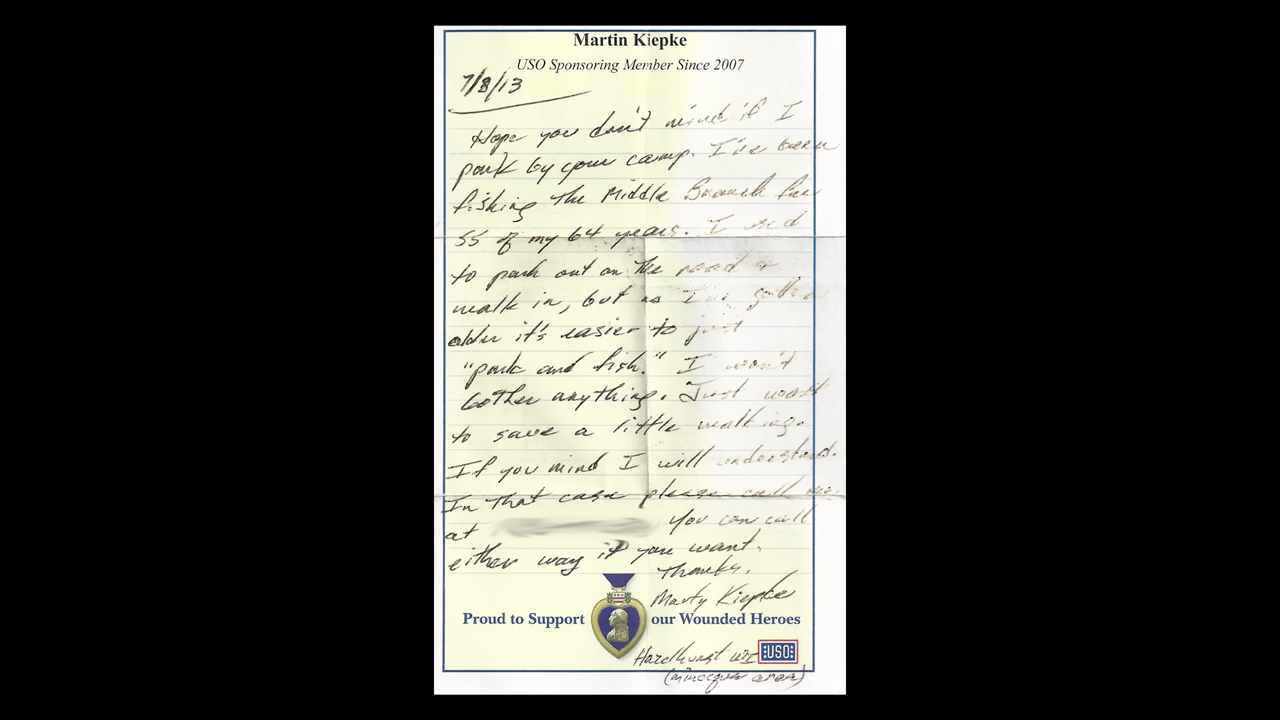 Martin Kiepke
USO Sponsoring Member Since 2007
7/8/13
Hope you don't mind if I
park by your camp. I've been
fishing the Middle Branch for
55 of my 64 years. I used
to park out on the road &
walk in, but as I've gotten
older it's easier to just
"park and fish." I won't
bother anything. Just want
to save a little walking.
If you mind I will understand.
In that case please call me
at You can call
either way if you want.
Thanks,
Marty Kiepke
Proud to Support our Wounded Heroes
Hazelhurst WI
USO
(minocqua area)